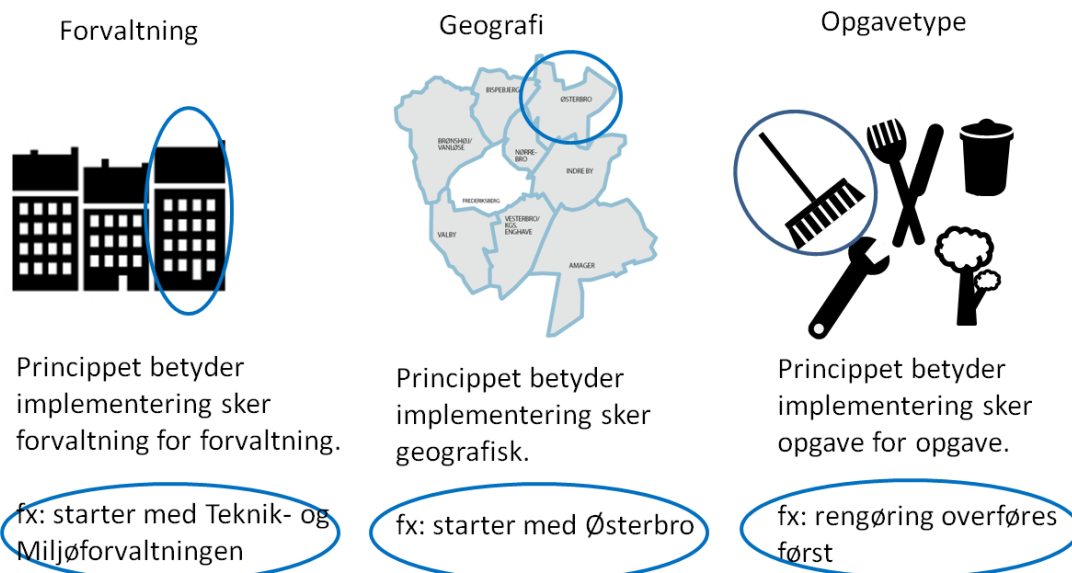 Forvaltning
Princippet betyder
implementering sker
forvaltning for forvaltning.
fx: starter med Teknik- og
Miljøforvaltningen
Geografi
BISPEBJERG
ØSTERBRO
BRØNSHØJ/
VANLØSE
NØRRE-
BRO
INDRE BY
FREDERIKSBERG
VESTERBRO/
KGS.
ENGHAVE
VALBY
AMAGER
Princippet betyder
implementering sker
geografisk.
fx: starter med Østerbro
Opgavetype
Princippet betyder
implementering sker
opgave for opgave.
fx: rengøring overføres
først